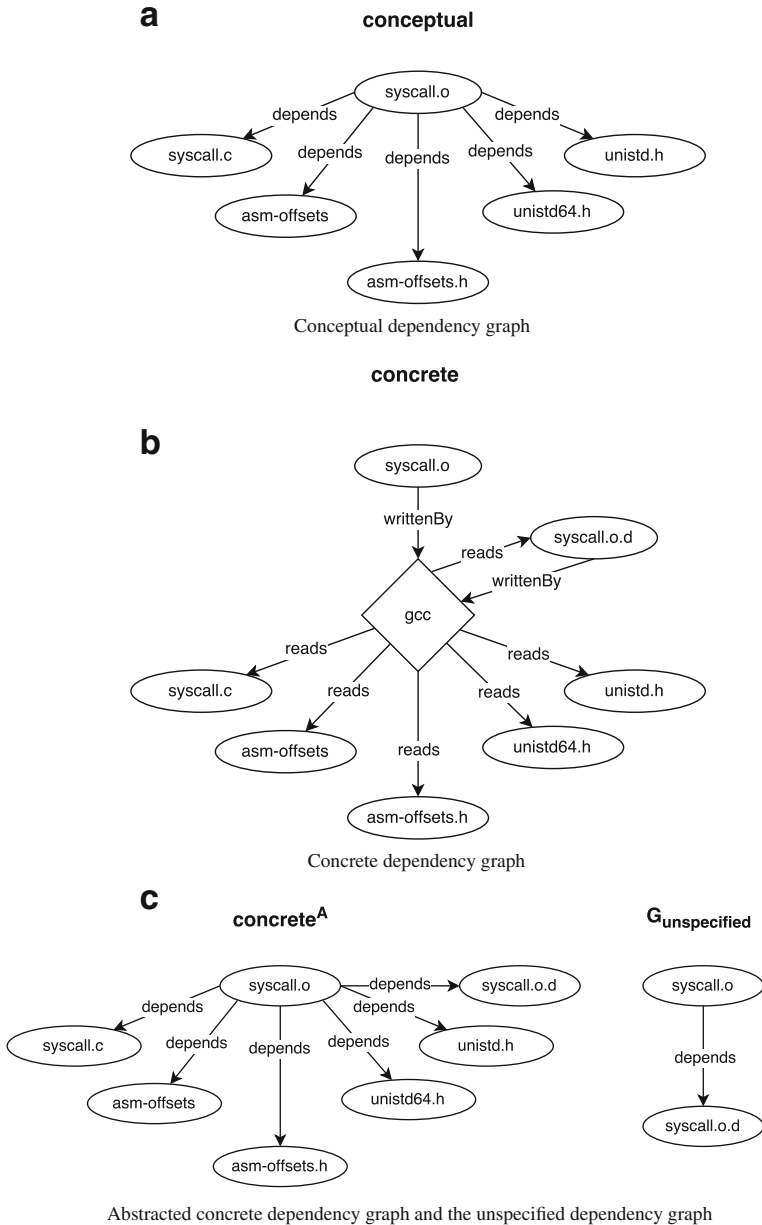 a
conceptual
syscall.o
depends
depends
depends
depends
depends
syscall.c
unistd.h
asm-offsets
unistd64.h
asm-offsets.h
Conceptual dependency graph
concrete
b
syscall.o
writtenBy
syscall.o.d
reads
writtenBy
gcc
reads
reads
syscall.c
unistd.h
reads
reads
asm-offsets
unistd64.h
reads
asm-offsets.h
Concrete dependency graph
c
concreteA
Gunspecified
syscall.o
depends
syscall.o.d
syscall.o
depends
depends
depends
depends
depends
syscall.c
unistd.h
depends
asm-offsets
unistd64.h
syscall.o.d
asm-offsets.h
Abstracted concrete dependency graph and the unspecified dependency graph